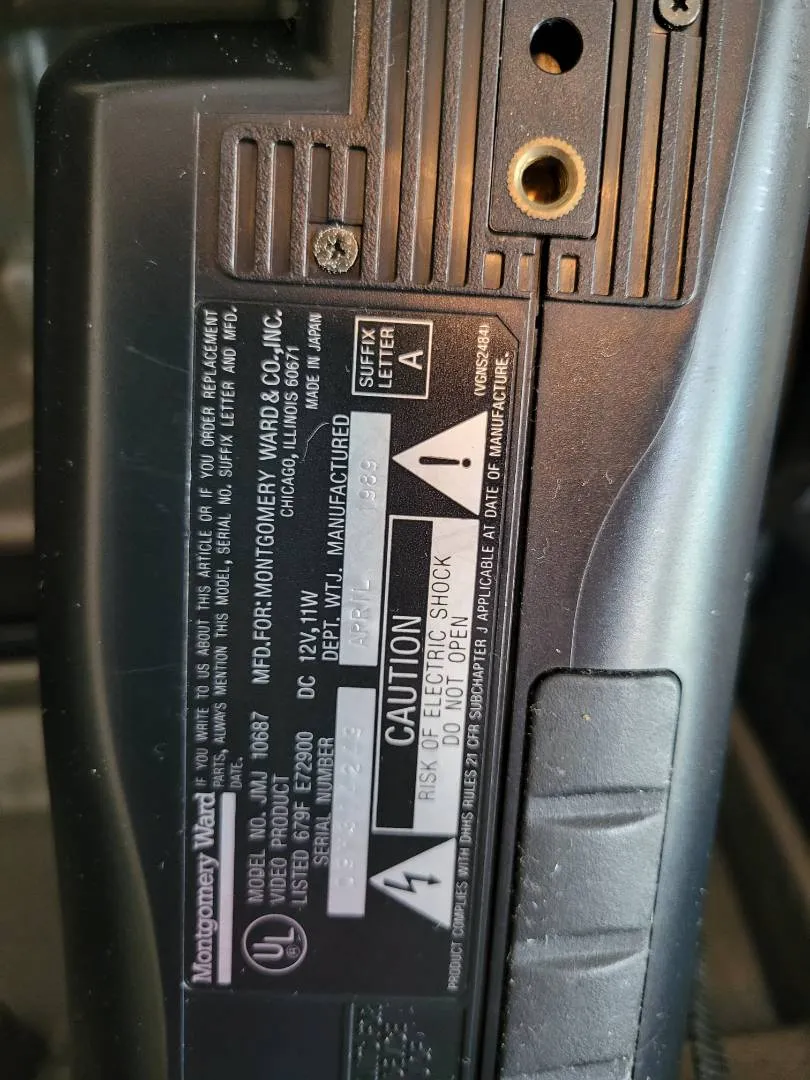 Montgomery Ward
IF YOU WRITE TO US ABOUT THIS ARTICLE OR IF YOU ORDER REPLACEMENT
PARTS, ALWAYS MENTION THIS MODEL, SERIAL NO. SUFFIX LETTER AND MFD.
DATE.
MODEL NO. JMJ 10687 MFD.FOR:MONTGOMERY WARD & CO.,INC.
VIDEO PRODUCT CHICAGO, ILLINOIS 60671
LISTED 679F E72900 DC 12V, 11W MADE IN JAPAN
UL ®
SERIAL NUMBER DEPT. WTJ. MANUFACTURED
APRIL 1989
SUFFIX
LETTER
A
CAUTION
RISK OF ELECTRIC SHOCK
DO NOT OPEN
!
(VGNS2484)
PRODUCT COMPLIES WITH DHHS RULES 21 CFR SUBCHAPTER J APPLICABLE AT DATE OF MANUFACTURE.